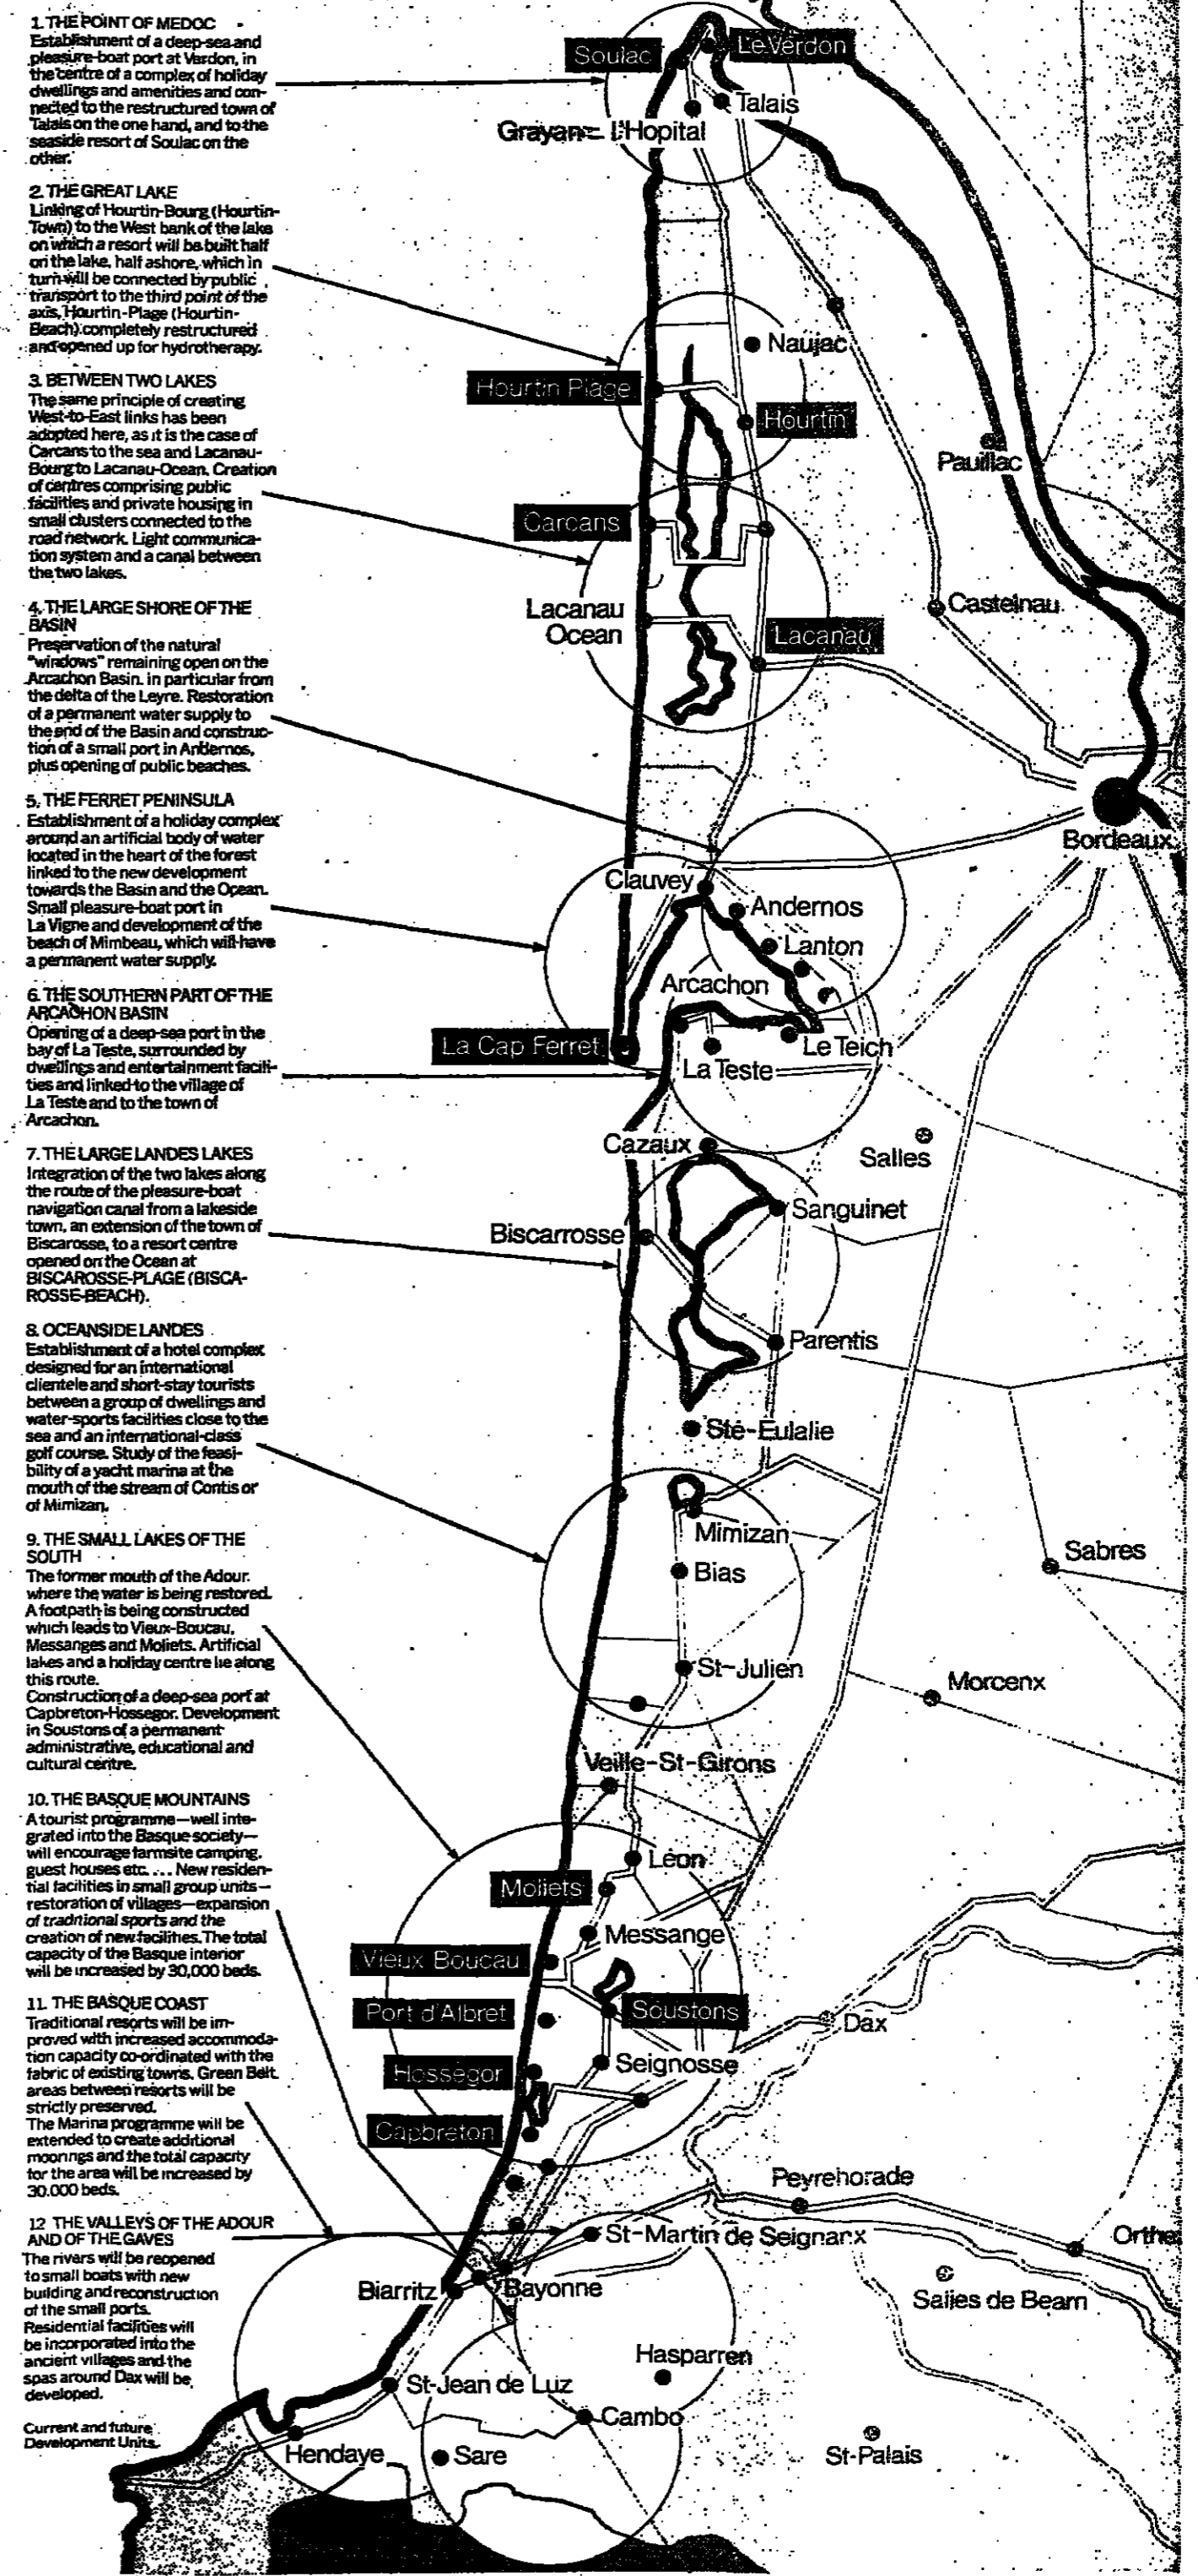 1. THE POINT OF MEDOC
Establishment of a deep-sea and
pleasure-boat port at Verdon, in
the centre of a complex of holiday
dwellings and amenities and con-
nected to the restructured town of
Talais on the one hand, and to the
seaside resort of Soulac on the
other.
2. THE GREAT LAKE
Linking of Hourtin-Bourg (Hourtin-
Town) to the West bank of the lake
on which a resort will be built half
on the lake, half ashore, which in
turn will be connected by public
transport to the third point of the
axis, Hourtin-Plage (Hourtin-
Beach) completely restructured
and opened up for hydrotherapy.
3. BETWEEN TWO LAKES
The same principle of creating
West-to-East links has been
adopted here, as it is the case of
Carcans to the sea and Lacanau-
Bourg to Lacanau-Ocean. Creation
of centres comprising public
facilities and private housing in
small clusters connected to the
road network. Light communica-
tion system and a canal between
the two lakes.
4. THE LARGE SHORE OF THE
BASIN
Preservation of the natural
"windows" remaining open on the
Arcachon Basin. in particular from
the delta of the Leyre. Restoration
of a permanent water supply to
the end of the Basin and construc-
tion of a small port in Andernos,
plus opening of public beaches.
5. THE FERRET PENINSULA
Establishment of a holiday complex
around an artificial body of water
located in the heart of the forest
linked to the new development
towards the Basin and the Ocean.
Small pleasure-boat port in
La Vigne and development of the
beach of Mimbeau, which will have
a permanent water supply.
6. THE SOUTHERN PART OF THE
ARCACHON BASIN
Opening of a deep-sea port in the
bay of La Teste, surrounded by
dwellings and entertainment facili-
ties and linked to the village of
La Teste and to the town of
Arcachon.
7. THE LARGE LANDES LAKES
Integration of the two lakes along
the route of the pleasure-boat
navigation canal from a lakeside
town, an extension of the town of
Biscarosse, to a resort centre
opened on the Ocean at
BISCAROSSE-PLAGE (BISCA-
ROSSE-BEACH).
8. OCEANSIDE LANDES
Establishment of a hotel complex
designed for an international
clientele and short-stay tourists
between a group of dwellings and
water-sports facilities close to the
sea and an international-class
golf course. Study of the feasi-
bility of a yacht marina at the
mouth of the stream of Contis or
of Mimizan.
9. THE SMALL LAKES OF THE
SOUTH
The former mouth of the Adour.
where the water is being restored.
A footpath is being constructed
which leads to Vieux-Boucau,
Messanges and Moliets. Artificial
lakes and a holiday centre lie along
this route.
Construction of a deep-sea port at
Capbreton-Hossegor. Development
in Soustons of a permanent
administrative, educational and
cultural centre.
10. THE BASQUE MOUNTAINS
A tourist programme—well inte-
grated into the Basque society—
will encourage farmsite camping.
guest houses etc. ... New residen-
tial facilities in small group units—
restoration of villages—expansion
of traditional sports and the
creation of new facilities. The total
capacity of the Basque interior
will be increased by 30,000 beds.
11. THE BASQUE COAST
Traditional resorts will be im-
proved with increased accommoda-
tion capacity co-ordinated with the
fabric of existing towns. Green Belt
areas between resorts will be
strictly preserved.
The Marina programme will be
extended to create additional
moorings and the total capacity
for the area will be increased by
30.000 beds.
12 THE VALLEYS OF THE ADOUR
AND OF THE GAVES
The rivers will be reopened
to small boats with new
building and reconstruction
of the small ports.
Residential facilities will
be incorporated into the
ancient villages and the
spas around Dax will be
developed.
Current and future
Development Units.
Soulac
Le Verdon
Talais
Grayan - L'Hopital
Naujac
Hourtin Plage
Hourtin
Pauillac
Carcans
Castelnau
Lacanau
Ocean
Lacanau
Bordeaux
Clauvey
Andernos
Lanton
Arcachon
La Cap Ferret
Le Teich
La Teste
Cazaux
Salles
Sanguinet
Biscarrosse
Parentis
Ste-Eulalie
Mimizan
Sabres
Bias
St-Julien
Morcenx
Veille-St-Girons
Léon
Moliets
Messange
Vieux Boucau
Port d'Albret
Soustons
Dax
Seignosse
Hossegor
Capbreton
Peyrehorade
St-Martin de Seignanx
Orthe
Biarritz
Bayonne
Salies de Bearn
Hasparren
St-Jean de Luz
Cambo
Hendaye
Sare
St-Palais